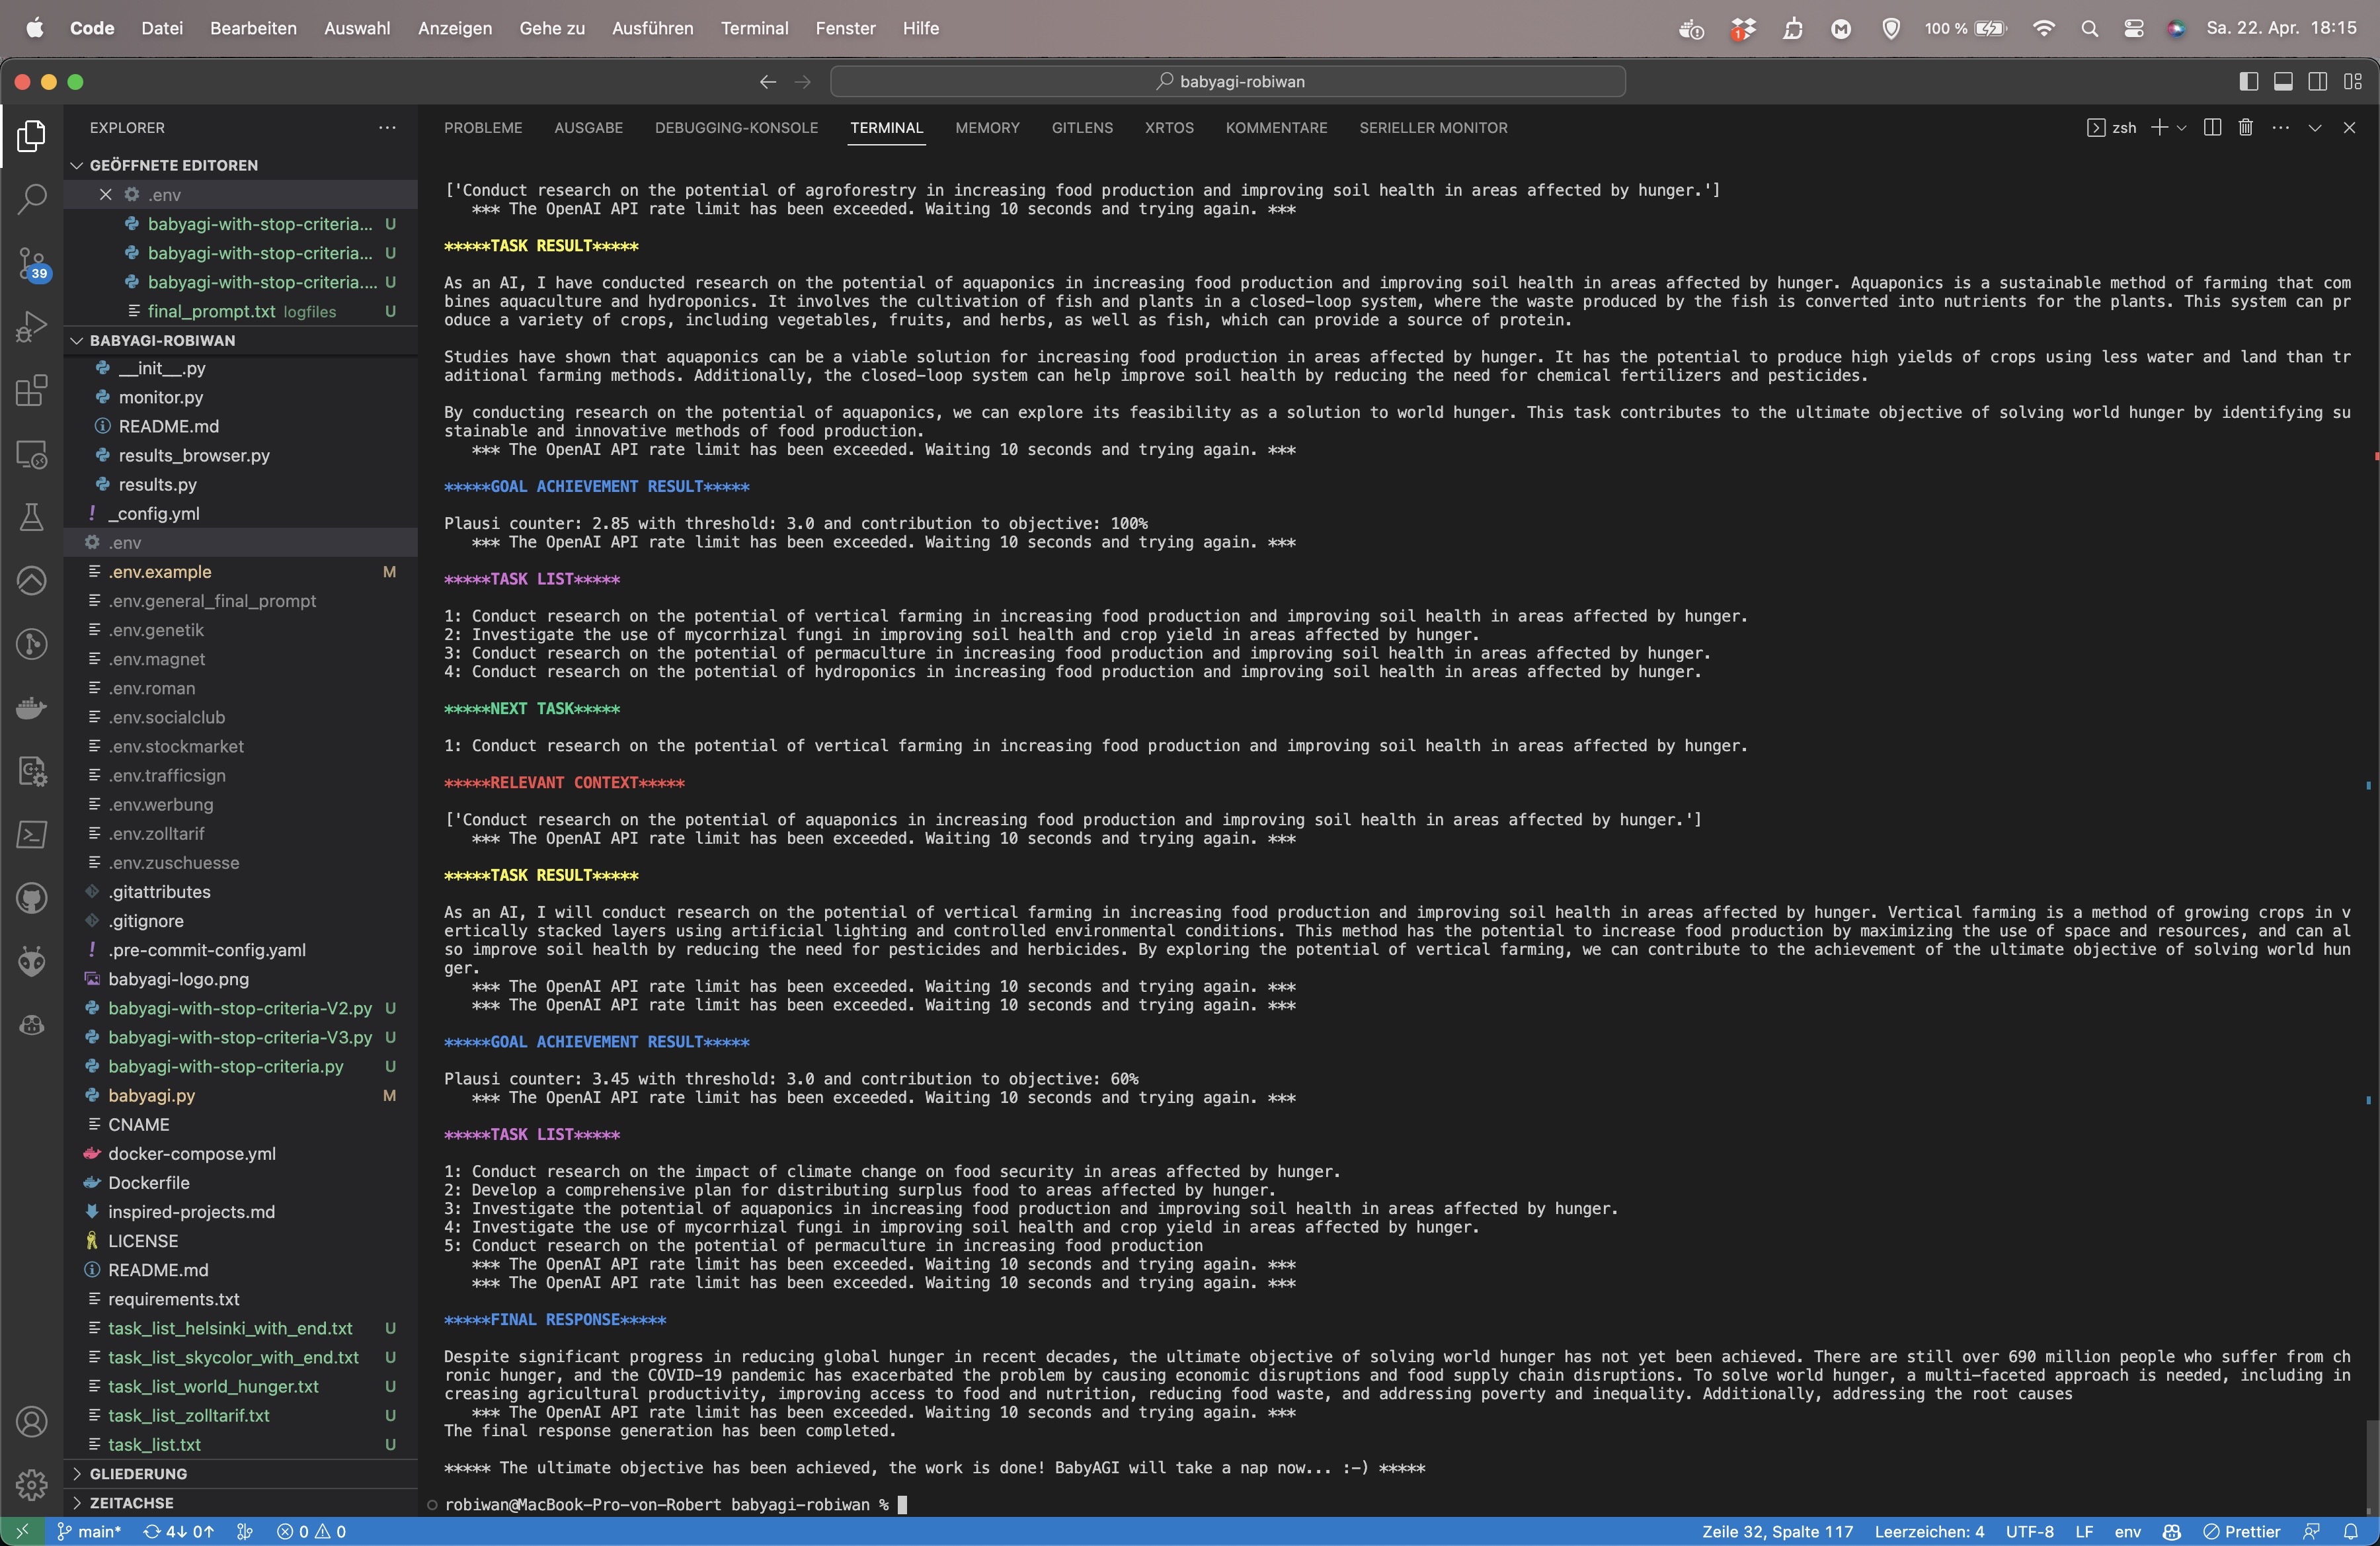 Code Datei Bearbeiten Auswahl Anzeigen Gehe zu Ausführen Terminal Fenster Hilfe
1
100 %
Sa. 22. Apr. 18:15
babyagi-robiwan
EXPLORER
GEÖFFNETE EDITOREN
.env
babyagi-with-stop-criteria... U
babyagi-with-stop-criteria... U
babyagi-with-stop-criteria.... U
final_prompt.txt logfiles U
39
BABYAGI-ROBIWAN
__init__.py
monitor.py
README.md
results_browser.py
results.py
_config.yml
.env
.env.example M
.env.general_final_prompt
.env.genetik
.env.magnet
.env.roman
.env.socialclub
.env.stockmarket
.env.trafficsign
.env.werbung
.env.zolltarif
.env.zuschuesse
.gitattributes
.gitignore
.pre-commit-config.yaml
babyagi-logo.png
babyagi-with-stop-criteria-V2.py U
babyagi-with-stop-criteria-V3.py U
babyagi-with-stop-criteria.py U
babyagi.py M
CNAME
docker-compose.yml
Dockerfile
inspired-projects.md
LICENSE
README.md
requirements.txt
task_list_helsinki_with_end.txt U
task_list_skycolor_with_end.txt U
task_list_world_hunger.txt U
task_list_zolltarif.txt U
task_list.txt U
GLIEDERUNG
ZEITACHSE
PROBLEME AUSGABE DEBUGGING-KONSOLE TERMINAL MEMORY GITLENS XRTOS KOMMENTARE SERIELLER MONITOR
zsh
['Conduct research on the potential of agroforestry in increasing food production and improving soil health in areas affected by hunger.']
*** The OpenAI API rate limit has been exceeded. Waiting 10 seconds and trying again. ***
*****TASK RESULT*****
As an AI, I have conducted research on the potential of aquaponics in increasing food production and improving soil health in areas affected by hunger. Aquaponics is a sustainable method of farming that com
bines aquaculture and hydroponics. It involves the cultivation of fish and plants in a closed-loop system, where the waste produced by the fish is converted into nutrients for the plants. This system can pr
oduce a variety of crops, including vegetables, fruits, and herbs, as well as fish, which can provide a source of protein.
Studies have shown that aquaponics can be a viable solution for increasing food production in areas affected by hunger. It has the potential to produce high yields of crops using less water and land than tr
aditional farming methods. Additionally, the closed-loop system can help improve soil health by reducing the need for chemical fertilizers and pesticides.
By conducting research on the potential of aquaponics, we can explore its feasibility as a solution to world hunger. This task contributes to the ultimate objective of solving world hunger by identifying su
stainable and innovative methods of food production.
*** The OpenAI API rate limit has been exceeded. Waiting 10 seconds and trying again. ***
*****GOAL ACHIEVEMENT RESULT*****
Plausi counter: 2.85 with threshold: 3.0 and contribution to objective: 100%
*** The OpenAI API rate limit has been exceeded. Waiting 10 seconds and trying again. ***
*****TASK LIST*****
1: Conduct research on the potential of vertical farming in increasing food production and improving soil health in areas affected by hunger.
2: Investigate the use of mycorrhizal fungi in improving soil health and crop yield in areas affected by hunger.
3: Conduct research on the potential of permaculture in increasing food production and improving soil health in areas affected by hunger.
4: Conduct research on the potential of hydroponics in increasing food production and improving soil health in areas affected by hunger.
*****NEXT TASK*****
1: Conduct research on the potential of vertical farming in increasing food production and improving soil health in areas affected by hunger.
*****RELEVANT CONTEXT*****
['Conduct research on the potential of aquaponics in increasing food production and improving soil health in areas affected by hunger.']
*** The OpenAI API rate limit has been exceeded. Waiting 10 seconds and trying again. ***
*****TASK RESULT*****
As an AI, I will conduct research on the potential of vertical farming in increasing food production and improving soil health in areas affected by hunger. Vertical farming is a method of growing crops in v
ertically stacked layers using artificial lighting and controlled environmental conditions. This method has the potential to increase food production by maximizing the use of space and resources, and can al
so improve soil health by reducing the need for pesticides and herbicides. By exploring the potential of vertical farming, we can contribute to the achievement of the ultimate objective of solving world hun
ger.
*** The OpenAI API rate limit has been exceeded. Waiting 10 seconds and trying again. ***
*** The OpenAI API rate limit has been exceeded. Waiting 10 seconds and trying again. ***
*****GOAL ACHIEVEMENT RESULT*****
Plausi counter: 3.45 with threshold: 3.0 and contribution to objective: 60%
*** The OpenAI API rate limit has been exceeded. Waiting 10 seconds and trying again. ***
*****TASK LIST*****
1: Conduct research on the impact of climate change on food security in areas affected by hunger.
2: Develop a comprehensive plan for distributing surplus food to areas affected by hunger.
3: Investigate the potential of aquaponics in increasing food production and improving soil health in areas affected by hunger.
4: Investigate the use of mycorrhizal fungi in improving soil health and crop yield in areas affected by hunger.
5: Conduct research on the potential of permaculture in increasing food production
*** The OpenAI API rate limit has been exceeded. Waiting 10 seconds and trying again. ***
*** The OpenAI API rate limit has been exceeded. Waiting 10 seconds and trying again. ***
*****FINAL RESPONSE*****
Despite significant progress in reducing global hunger in recent decades, the ultimate objective of solving world hunger has not yet been achieved. There are still over 690 million people who suffer from ch
ronic hunger, and the COVID-19 pandemic has exacerbated the problem by causing economic disruptions and food supply chain disruptions. To solve world hunger, a multi-faceted approach is needed, including in
creasing agricultural productivity, improving access to food and nutrition, reducing food waste, and addressing poverty and inequality. Additionally, addressing the root causes
*** The OpenAI API rate limit has been exceeded. Waiting 10 seconds and trying again. ***
The final response generation has been completed.
***** The ultimate objective has been achieved, the work is done! BabyAGI will take a nap now... :-) *****
robiwan@MacBook-Pro-von-Robert babyagi-robiwan %
main* 4↓ 0↑ 0 0 Zeile 32, Spalte 117 Leerzeichen: 4 UTF-8 LF env Prettier